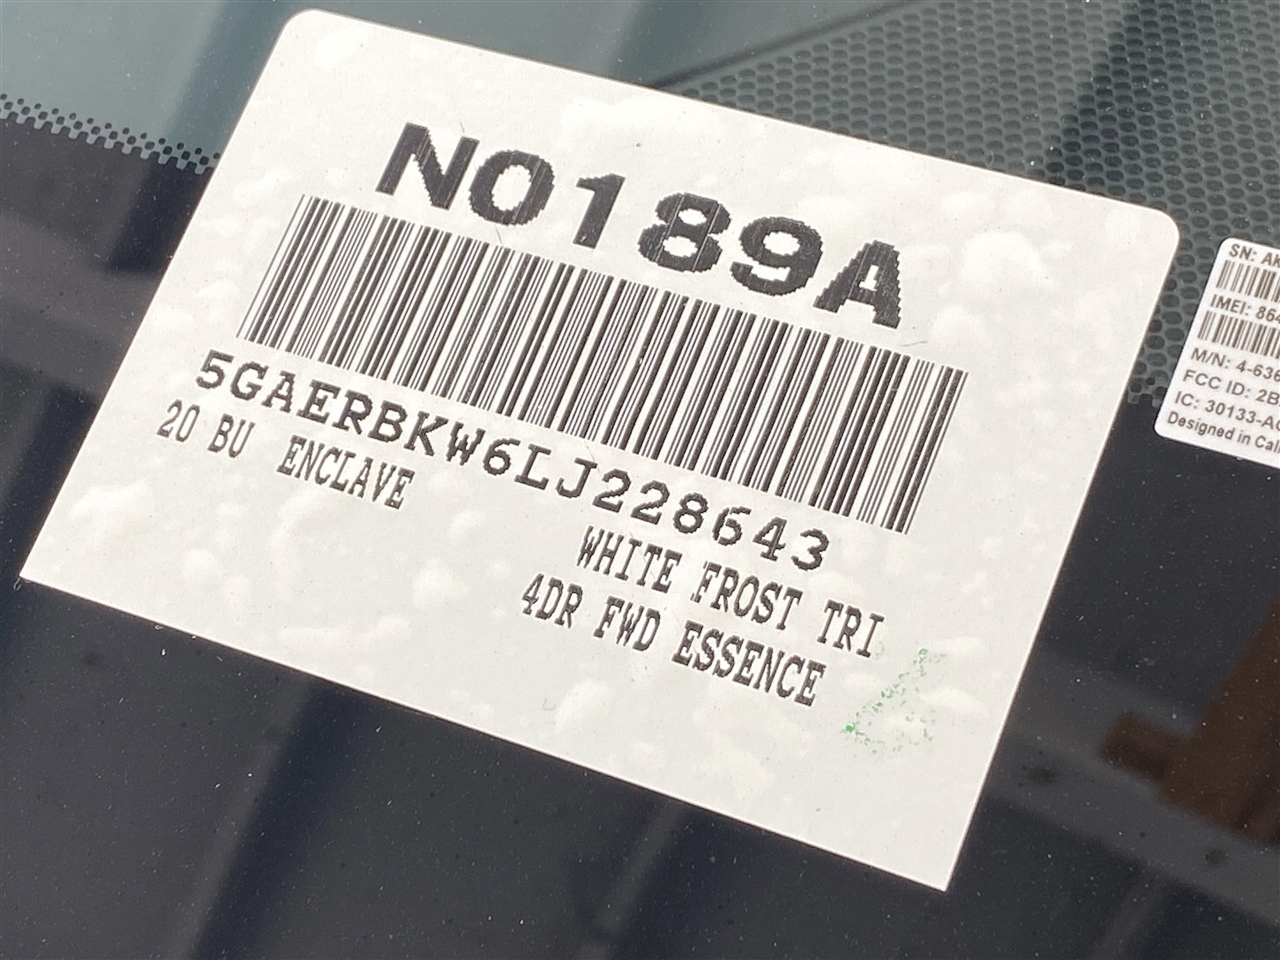 N0189A
5GAERBKW6LJ228643
20 BU ENCLAVE
WHITE FROST TRI
4DR FWD ESSENCE
SN:
IMEI:
M/N:
FCC ID:
IC:
Designed in